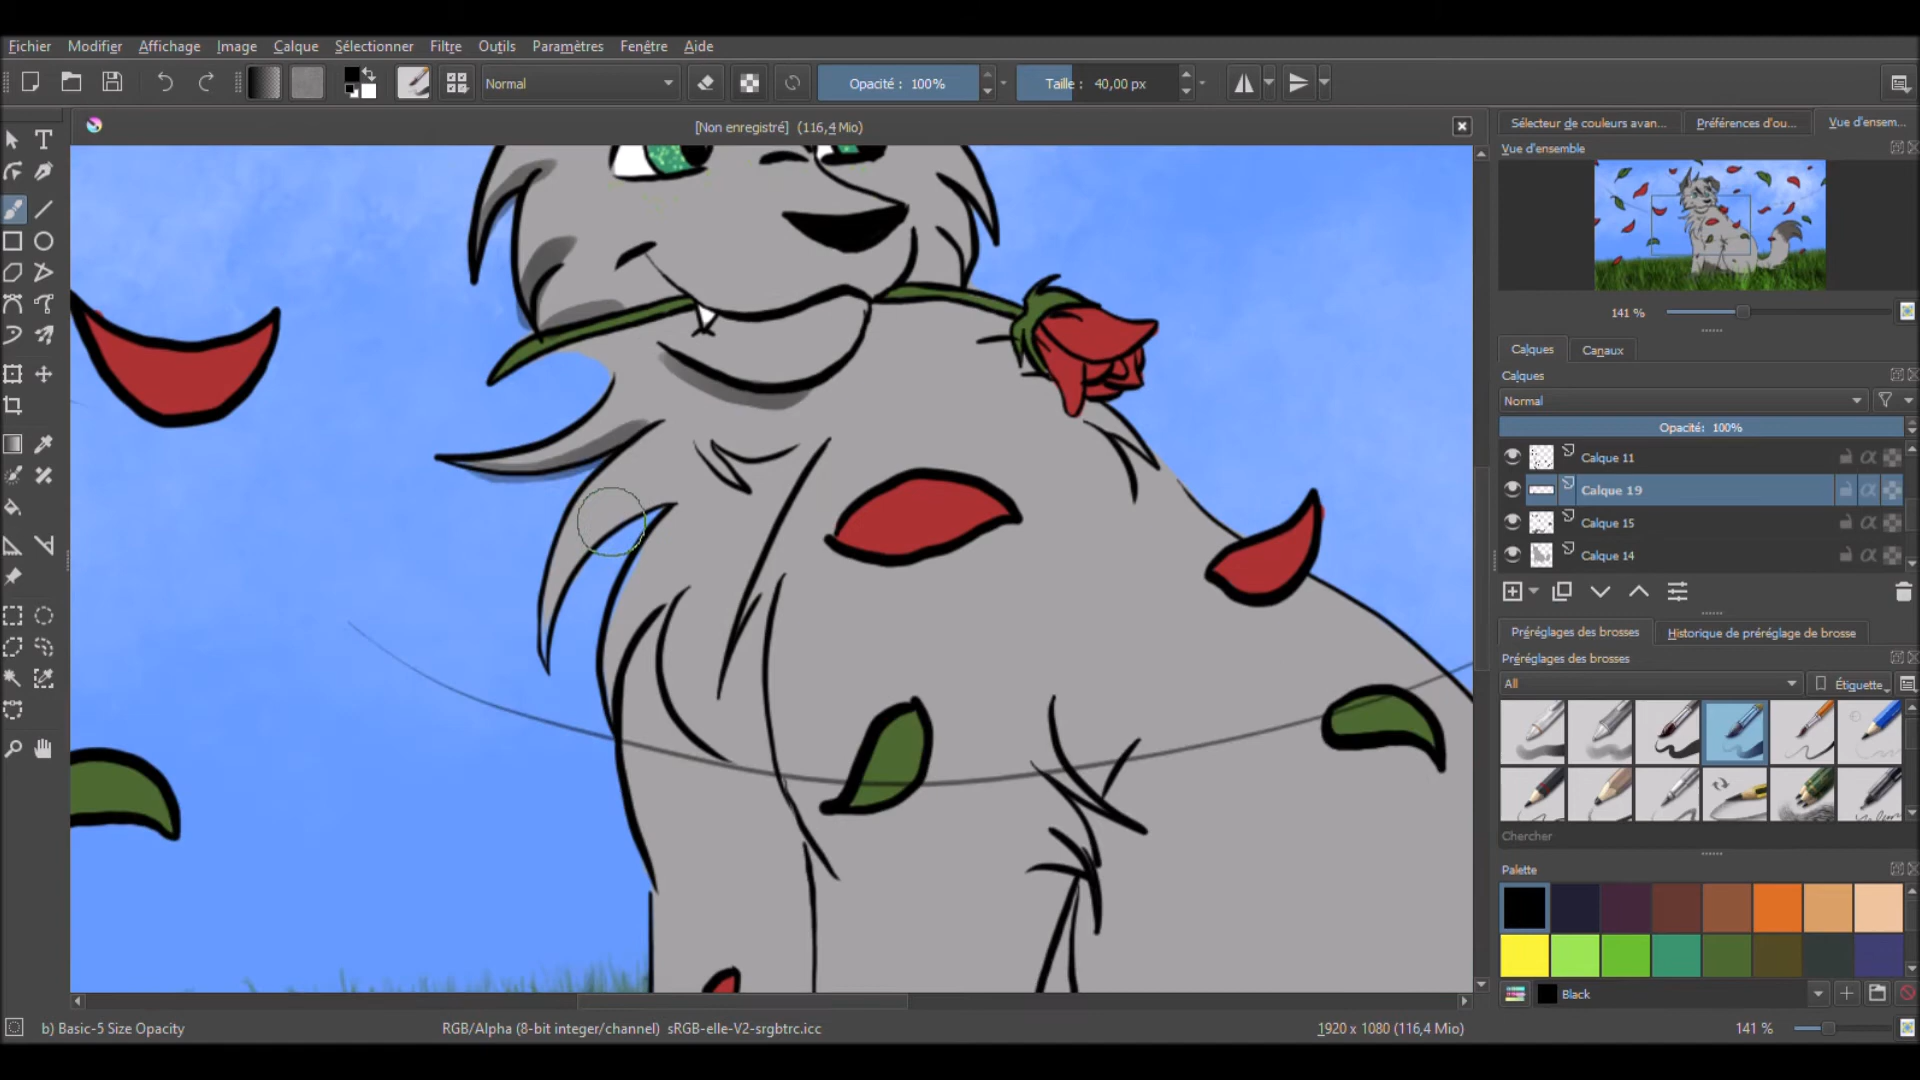 Fichier Modifier Affichage Image Calque Sélectionner Filtre Outils Paramètres Fenêtre Aide
Normal Opacité : 100% Taille : 40,00 px
[Non enregistré] (116,4 Mio)
Sélecteur de couleurs avan... Préférences d'ou... Vue d'ensem...
Vue d'ensemble
141 %
Calques Canaux
Calques
Normal
Opacité: 100%
Calque 11
Calque 19
Calque 15
Calque 14
Préréglages des brosses Historique de préréglage de brosse
Préréglages des brosses
All Étiquette
Chercher
Palette
Black
b) Basic-5 Size Opacity RGB/Alpha (8-bit integer/channel) sRGB-elle-V2-srgbtrc.icc 1920 x 1080 (116,4 Mio) 141 %